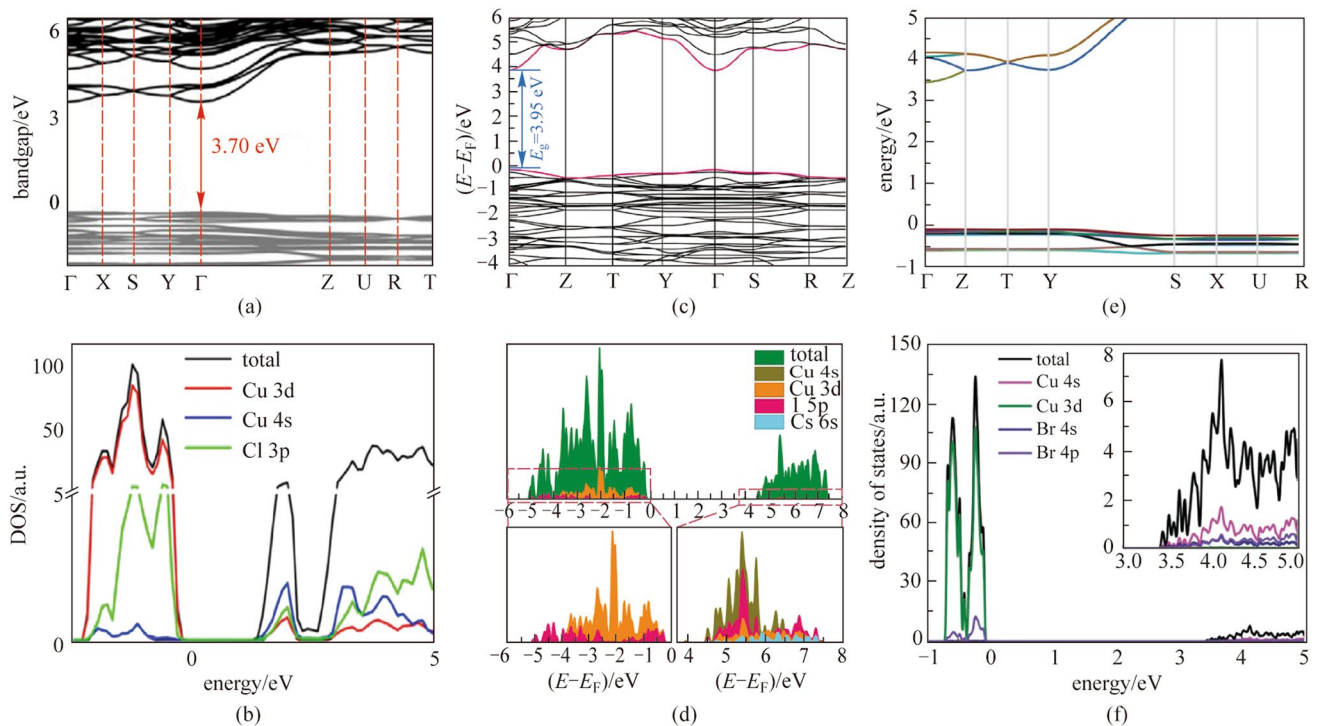 6
3
0
bandgap/eV
3.70 eV
Γ X S Y Γ Z U R T
(a)
6
5
4
3
2
1
0
−1
−2
−3
−4
(E−E_F)/eV
E_g=3.95 eV
Γ Z T Y Γ S R Z
(c)
5
4
3
2
1
0
−1
energy/eV
Γ Z T Y S X U R
(e)
100
50
5
0
DOS/a.u.
total
Cu 3d
Cu 4s
Cl 3p
0 5
energy/eV
(b)
total
Cu 4s
Cu 3d
I 5p
Cs 6s
−6 −5 −4 −3 −2 −1 0 1 2 3 4 5 6 7 8
−6 −5 −4 −3 −2 −1 0 4 5 6 7 8
(E−E_F)/eV (E−E_F)/eV
(d)
150
120
90
60
30
0
density of states/a.u.
total
Cu 4s
Cu 3d
Br 4s
Br 4p
8
6
4
2
0
3.0 3.5 4.0 4.5 5.0
−1 0 1 2 3 4 5
energy/eV
(f)